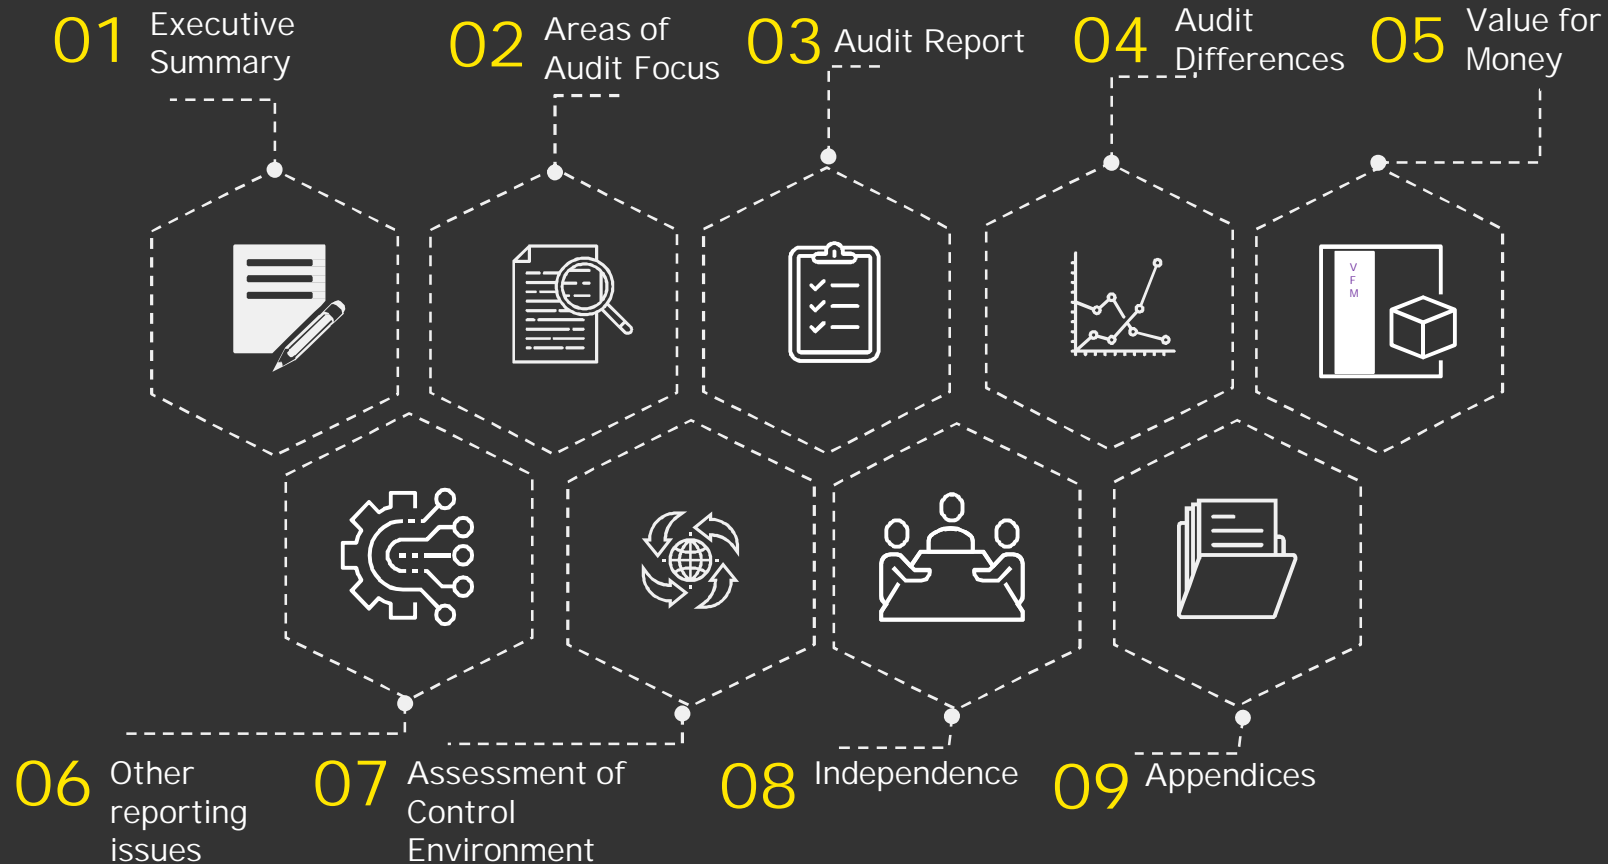 01 Executive
Summary
02 Areas of
Audit Focus
03 Audit Report
04 Audit
Differences
05 Value for
Money
V
F
M
06 Other
reporting
issues
07 Assessment of
Control
Environment
08 Independence
09 Appendices